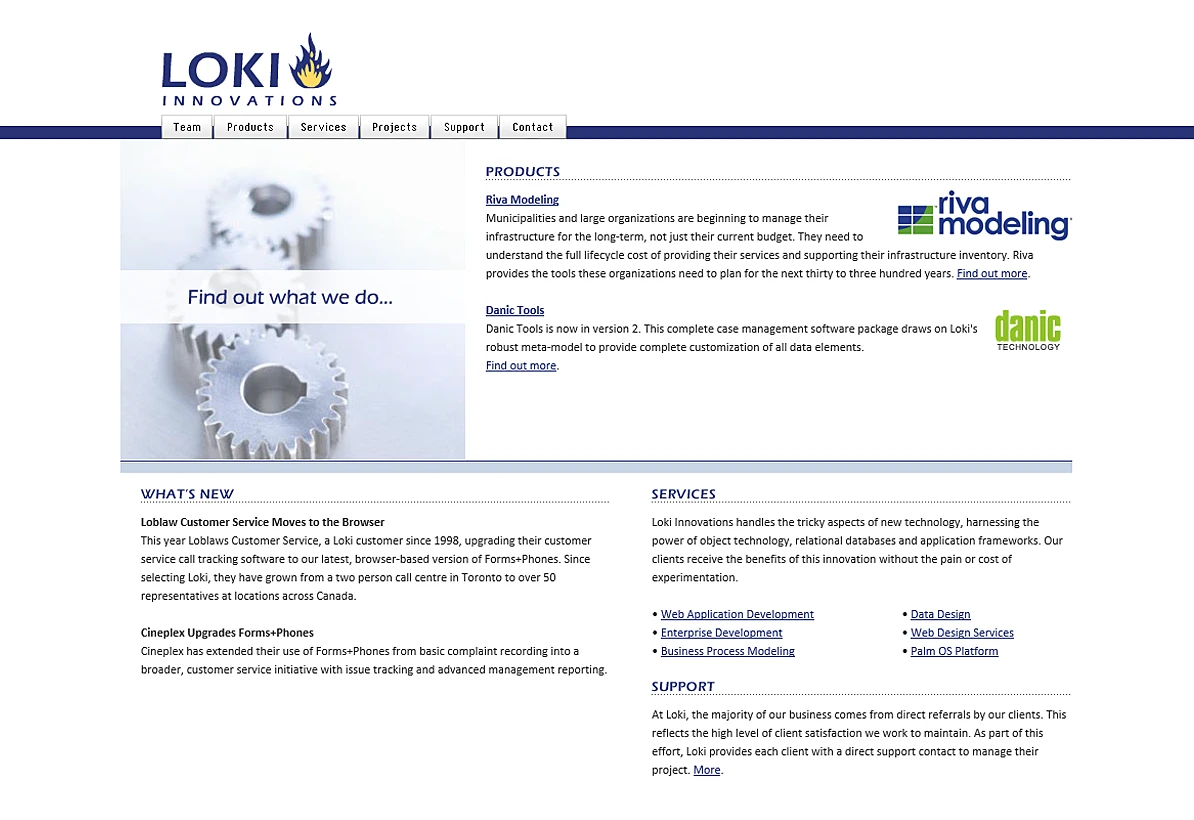 LOKI
INNOVATIONS
Team Products Services Projects Support Contact
Find out what we do...
PRODUCTS
Riva Modeling
Municipalities and large organizations are beginning to manage their
infrastructure for the long-term, not just their current budget. They need to
understand the full lifecycle cost of providing their services and supporting their infrastructure inventory. Riva
provides the tools these organizations need to plan for the next thirty to three hundred years. Find out more.
riva
modeling
Danic Tools
Danic Tools is now in version 2. This complete case management software package draws on Loki's
robust meta-model to provide complete customization of all data elements.
Find out more.
danic
TECHNOLOGY
WHAT'S NEW
Loblaw Customer Service Moves to the Browser
This year Loblaws Customer Service, a Loki customer since 1998, upgrading their customer
service call tracking software to our latest, browser-based version of Forms+Phones. Since
selecting Loki, they have grown from a two person call centre in Toronto to over 50
representatives at locations across Canada.
Cineplex Upgrades Forms+Phones
Cineplex has extended their use of Forms+Phones from basic complaint recording into a
broader, customer service initiative with issue tracking and advanced management reporting.
SERVICES
Loki Innovations handles the tricky aspects of new technology, harnessing the
power of object technology, relational databases and application frameworks. Our
clients receive the benefits of this innovation without the pain or cost of
experimentation.
• Web Application Development
• Enterprise Development
• Business Process Modeling
• Data Design
• Web Design Services
• Palm OS Platform
SUPPORT
At Loki, the majority of our business comes from direct referrals by our clients. This
reflects the high level of client satisfaction we work to maintain. As part of this
effort, Loki provides each client with a direct support contact to manage their
project. More.